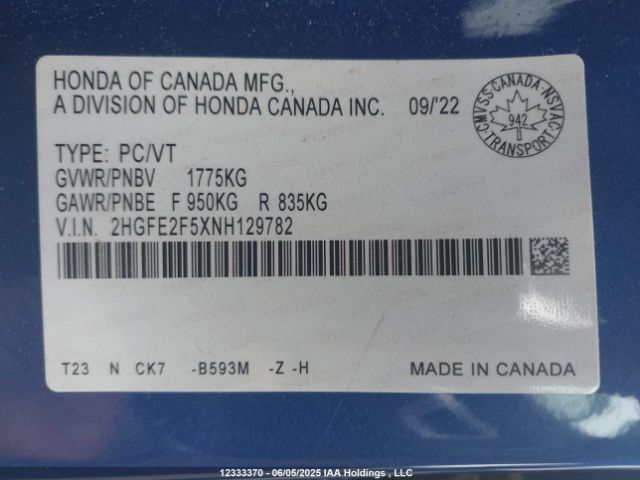 HONDA OF CANADA MFG.,
A DIVISION OF HONDA CANADA INC. 09/'22
CMVSS·CANADA·NSVAC·TRANSPORT
942
TYPE: PC/VT
GVWR/PNBV 1775KG
GAWR/PNBE F 950KG R 835KG
V.I.N. 2HGFE2F5XNH129782
T23 N CK7 -B593M -Z -H MADE IN CANADA
12333370 - 06/05/2025 IAA Holdings , LLC